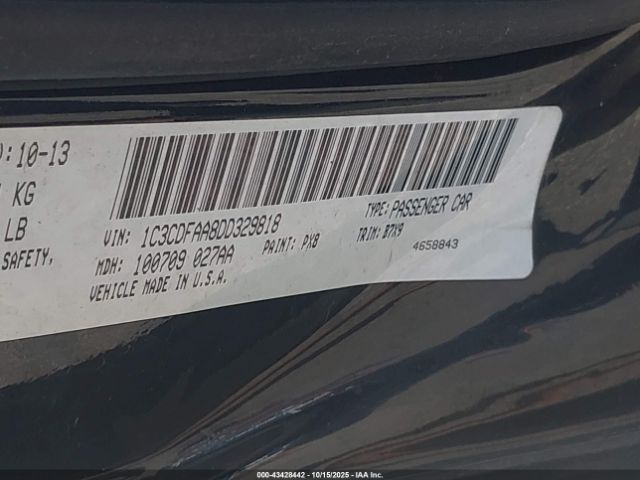 :10-13
KG
LB
SAFETY,
VIN: 1C3CDFAA8DD329818
TYPE: PASSENGER CAR
MDH: 100709 027AA
PAINT: PX8
TRIM: B7X9
VEHICLE MADE IN U.S.A.
4658843
000-43428442 - 10/15/2025 - IAA Inc.